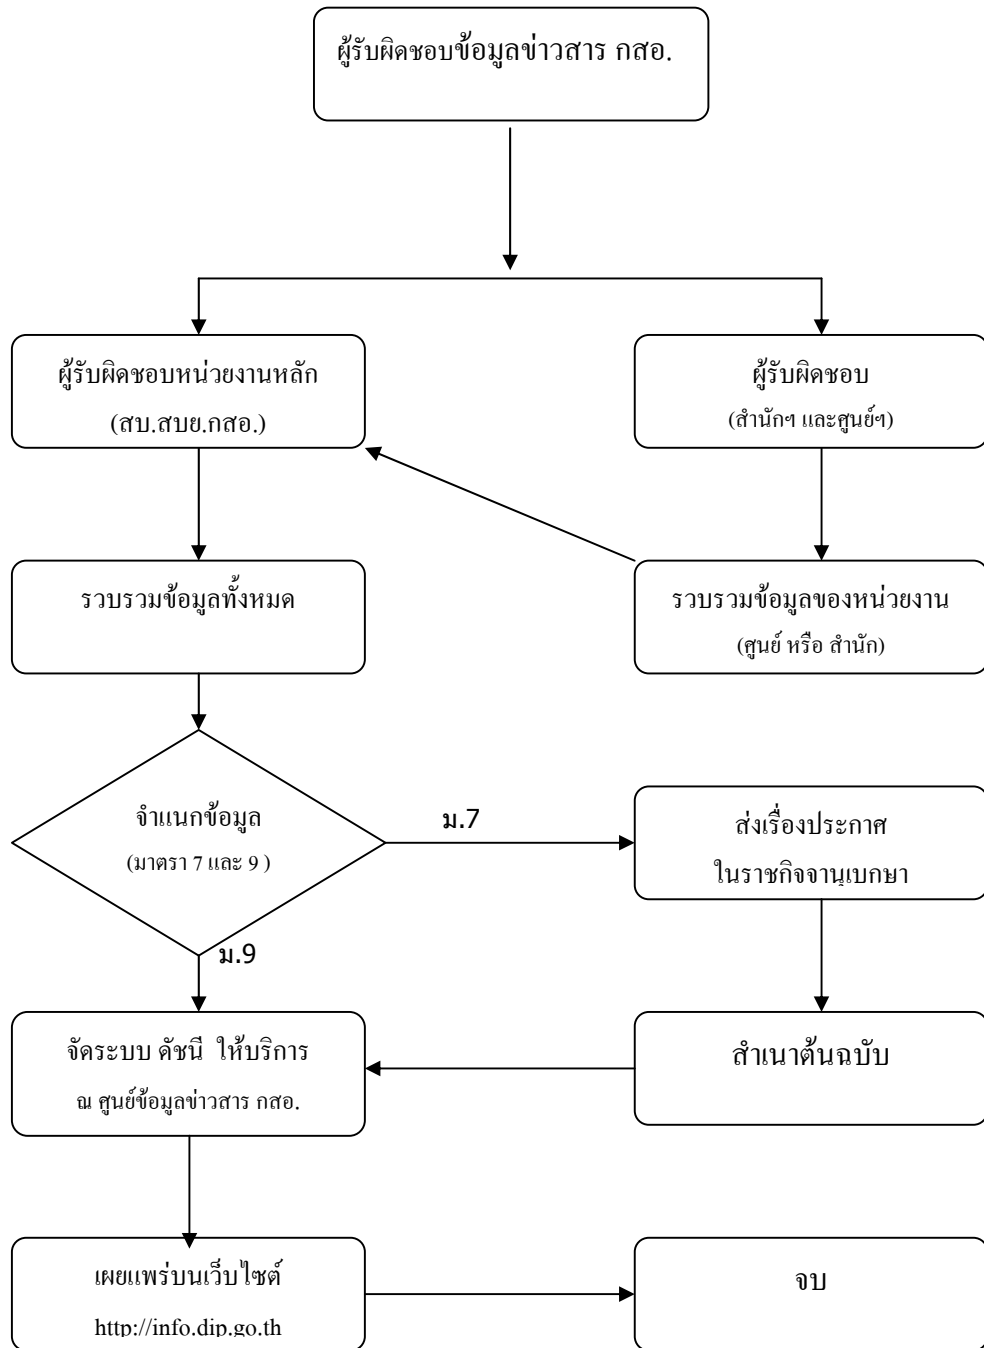 ผู้รับผิดชอบข้อมูลข่าวสาร กสอ.
ผู้รับผิดชอบหน่วยงานหลัก
(สบ.สบย.กสอ.)
ผู้รับผิดชอบ
(สำนักฯ และศูนย์ฯ)
รวบรวมข้อมูลทั้งหมด
รวบรวมข้อมูลของหน่วยงาน
(ศูนย์ หรือ สำนัก)
จำแนกข้อมูล
(มาตรา 7 และ 9 )
ม.7
ส่งเรื่องประกาศ
ในราชกิจจานุเบกษา
ม.9
จัดระบบ ดัชนี ให้บริการ
ณ ศูนย์ข้อมูลข่าวสาร กสอ.
สำเนาต้นฉบับ
เผยแพร่บนเว็บไซต์
http://info.dip.go.th
จบ